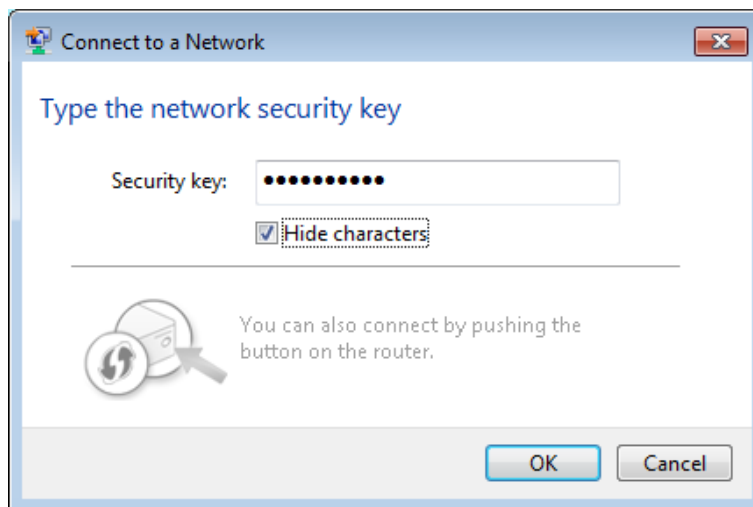 Connect to a Network
Type the network security key
Security key: ••••••••••
Hide characters
You can also connect by pushing the
button on the router.
OK Cancel